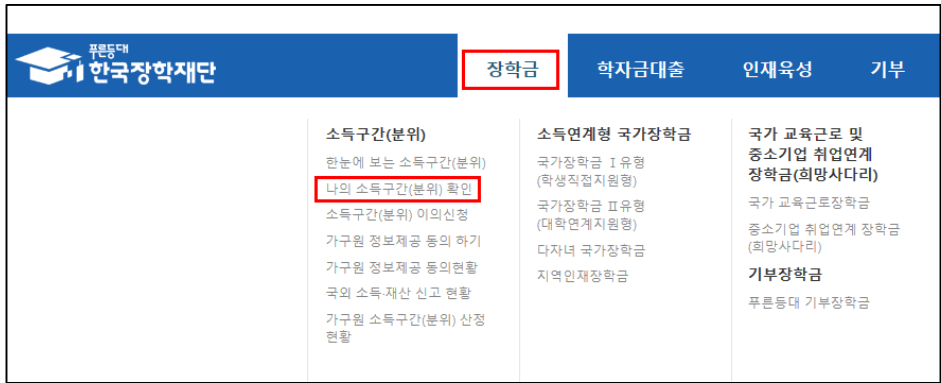 푸른등대
한국장학재단
장학금
학자금대출
인재육성
기부
소득구간(분위)
한눈에 보는 소득구간(분위)
나의 소득구간(분위) 확인
소득구간(분위) 이의신청
가구원 정보제공 동의 하기
가구원 정보제공 동의현황
국외 소득·재산 신고 현황
가구원 소득구간(분위) 산정
현황
소득연계형 국가장학금
국가장학금 Ⅰ유형
(학생직접지원형)
국가장학금 Ⅱ유형
(대학연계지원형)
다자녀 국가장학금
지역인재장학금
국가 교육근로 및
중소기업 취업연계
장학금(희망사다리)
국가 교육근로장학금
중소기업 취업연계 장학금
(희망사다리)
기부장학금
푸른등대 기부장학금